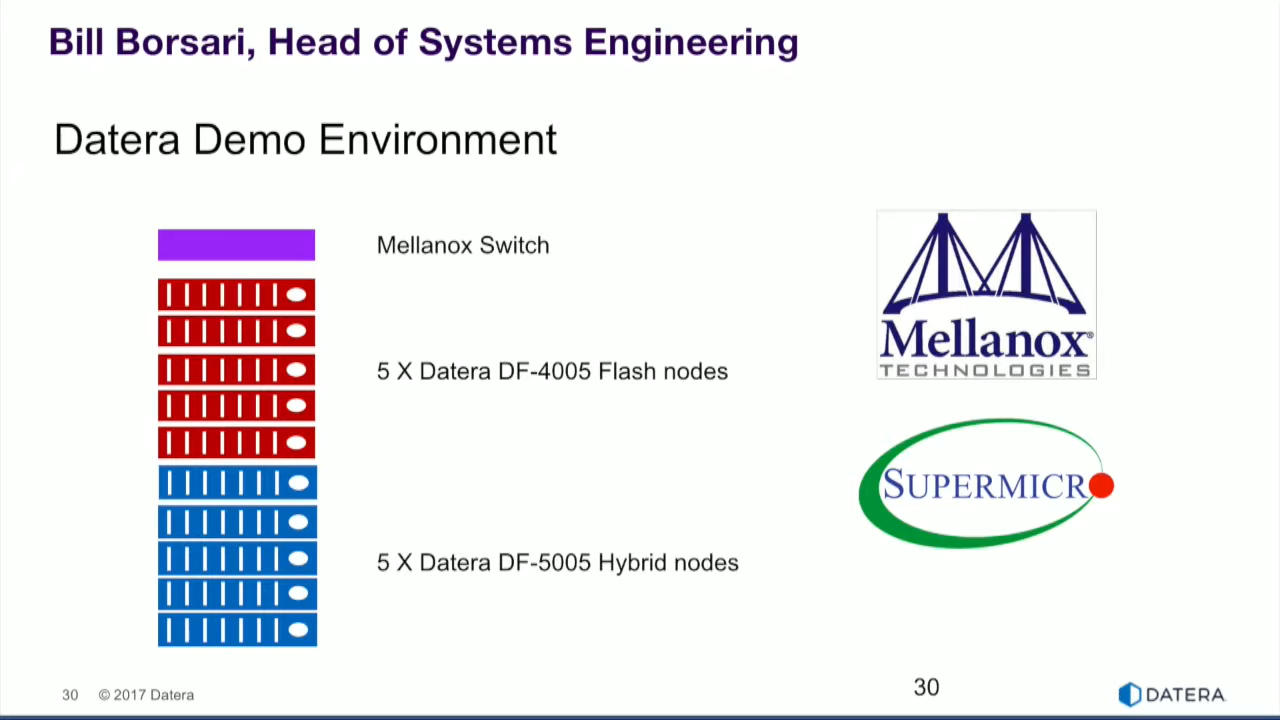 Bill Borsari, Head of Systems Engineering
Datera Demo Environment
Mellanox Switch
5 X Datera DF-4005 Flash nodes
5 X Datera DF-5005 Hybrid nodes
Mellanox®
TECHNOLOGIES
SUPERMICR
30 © 2017 Datera
30
DATERA